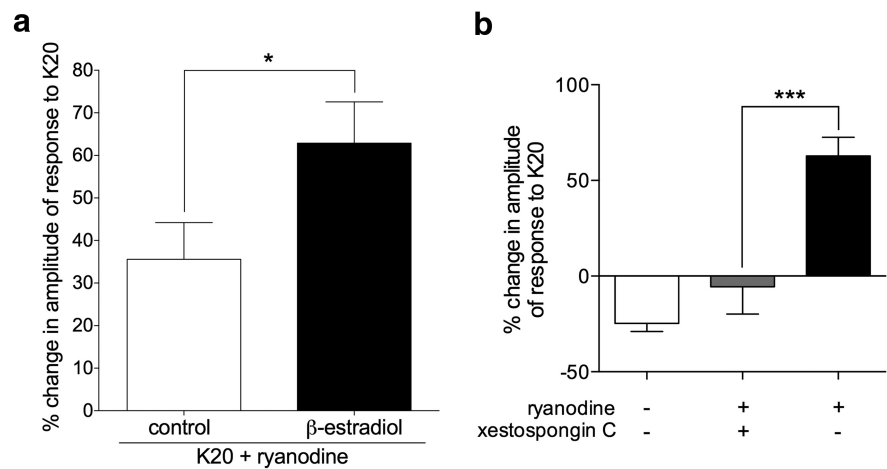 a
% change in amplitude of response to K20
80
70
60
50
40
30
20
10
0
*
control
β-estradiol
K20 + ryanodine
b
% change in amplitude
of response to K20
100
50
0
-50
***
ryanodine - + +
xestospongin C - + -